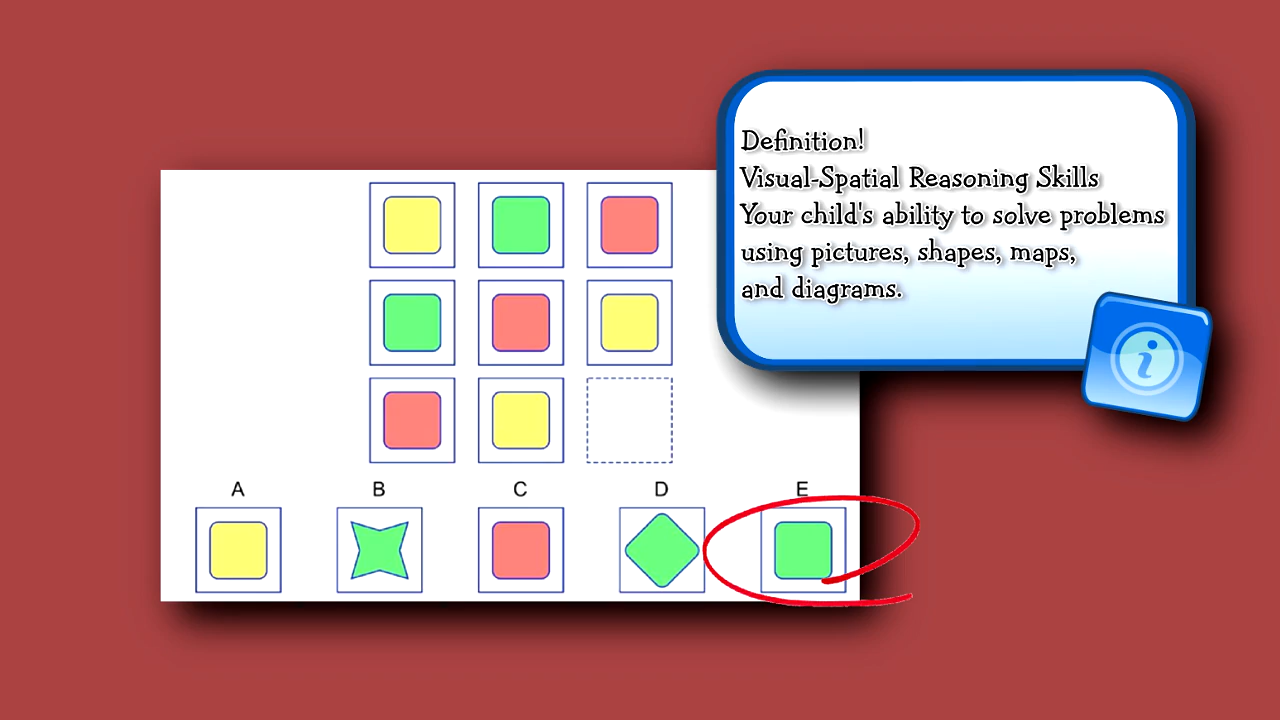 Definition!
Visual-Spatial Reasoning Skills
Your child's ability to solve problems
using pictures, shapes, maps,
and diagrams.
i
A B C D E